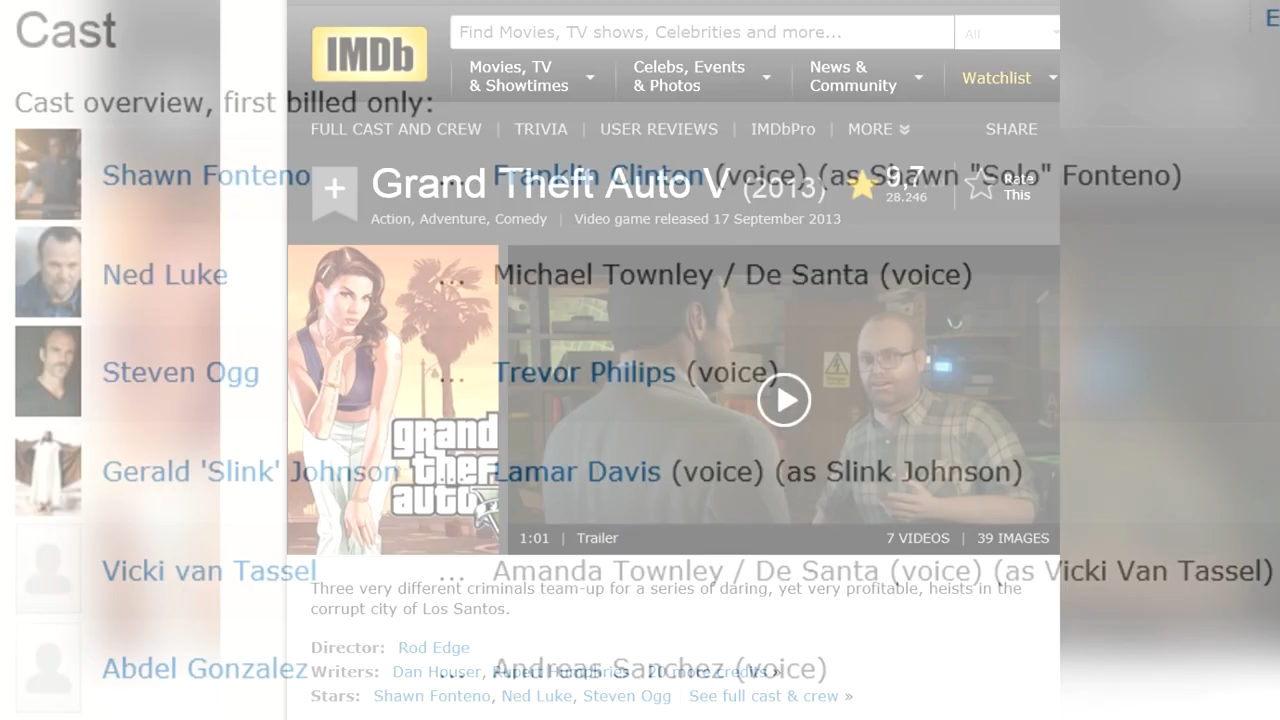 Cast
Cast overview, first billed only:
Shawn Fonteno ... Franklin Clinton (voice) (as Shawn "Solo" Fonteno)
Ned Luke ... Michael Townley / De Santa (voice)
Steven Ogg ... Trevor Philips (voice)
Gerald 'Slink' Johnson ... Lamar Davis (voice) (as Slink Johnson)
Vicki van Tassel ... Amanda Townley / De Santa (voice) (as Vicki Van Tassel)
Abdel Gonzalez ... Andreas Sanchez (voice)
E
IMDb
Find Movies, TV shows, Celebrities and more...
All
Movies, TV
& Showtimes
Celebs, Events
& Photos
News &
Community
Watchlist
FULL CAST AND CREW | TRIVIA | USER REVIEWS | IMDbPro | MORE
SHARE
+
Grand Theft Auto V (2013)
9,7
28.246
Rate
This
Action, Adventure, Comedy | Video game released 17 September 2013
grand
theft
auto
1:01 | Trailer
7 VIDEOS | 39 IMAGES
Three very different criminals team-up for a series of daring, yet very profitable, heists in the
corrupt city of Los Santos.
Director: Rod Edge
Writers: Dan Houser, Rupert Humphries | 20 more credits »
Stars: Shawn Fonteno, Ned Luke, Steven Ogg | See full cast & crew »